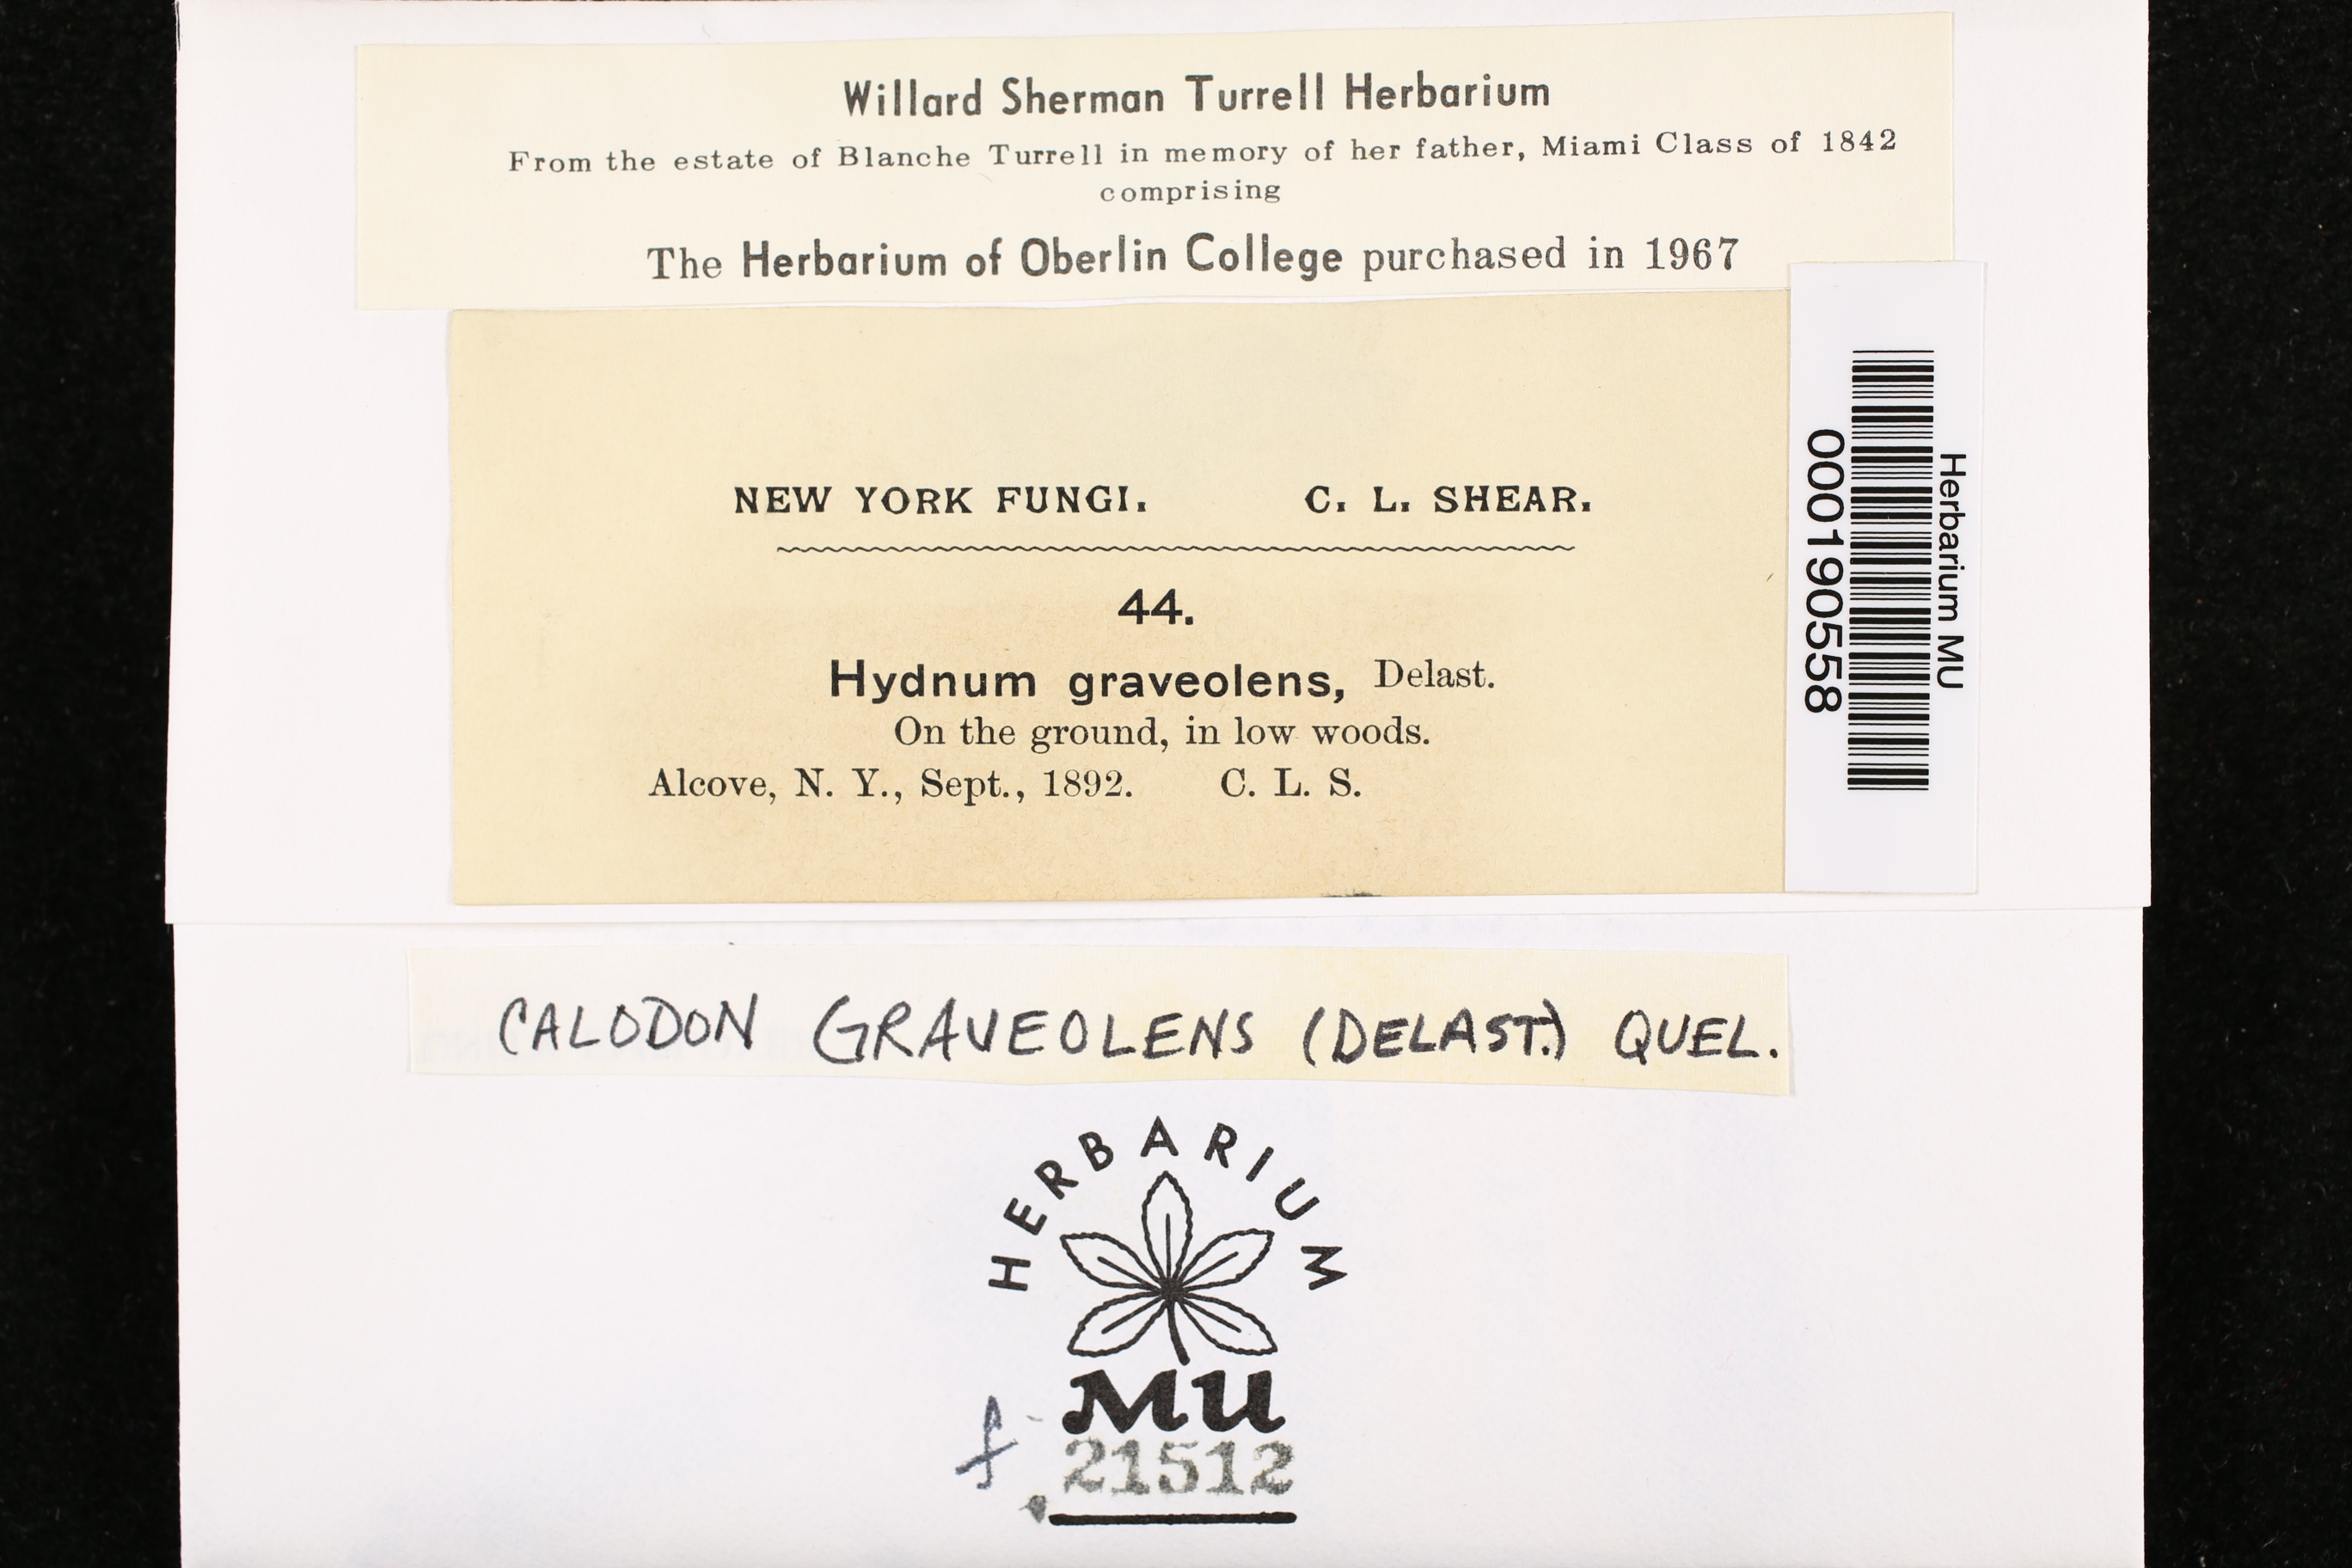 Willard Sherman Turrell Herbarium
From the estate of Blanche Turrell in memory of her father, Miami Class of 1842
comprising
The Herbarium of Oberlin College purchased in 1967
NEW YORK FUNGI. C. L. SHEAR.
44.
Hydnum graveolens, Delast.
On the ground, in low woods.
Alcove, N. Y., Sept., 1892. C. L. S.
Herbarium MU
000190558
CALODON GRAVEOLENS (DELAST.) QUEL.
HERBARIUM
MU
f. 21512